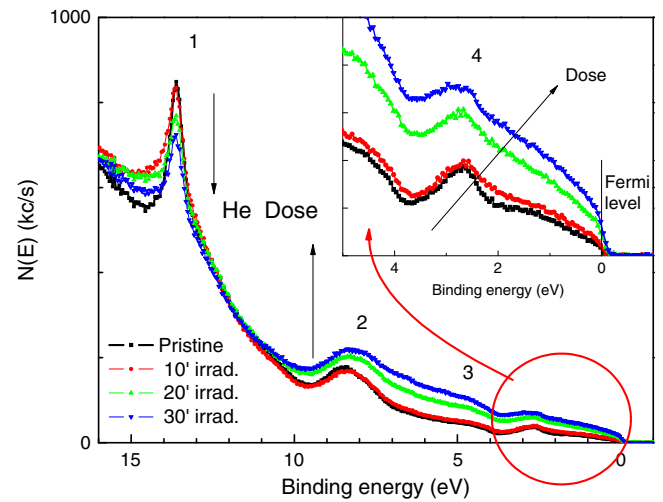 1000
1
4
Dose
Fermi
level
4
2
0
Binding energy (eV)
N(E) (kc/s)
He Dose
2
3
Pristine
10' irrad.
20' irrad.
30' irrad.
0
15
10
5
0
Binding energy (eV)